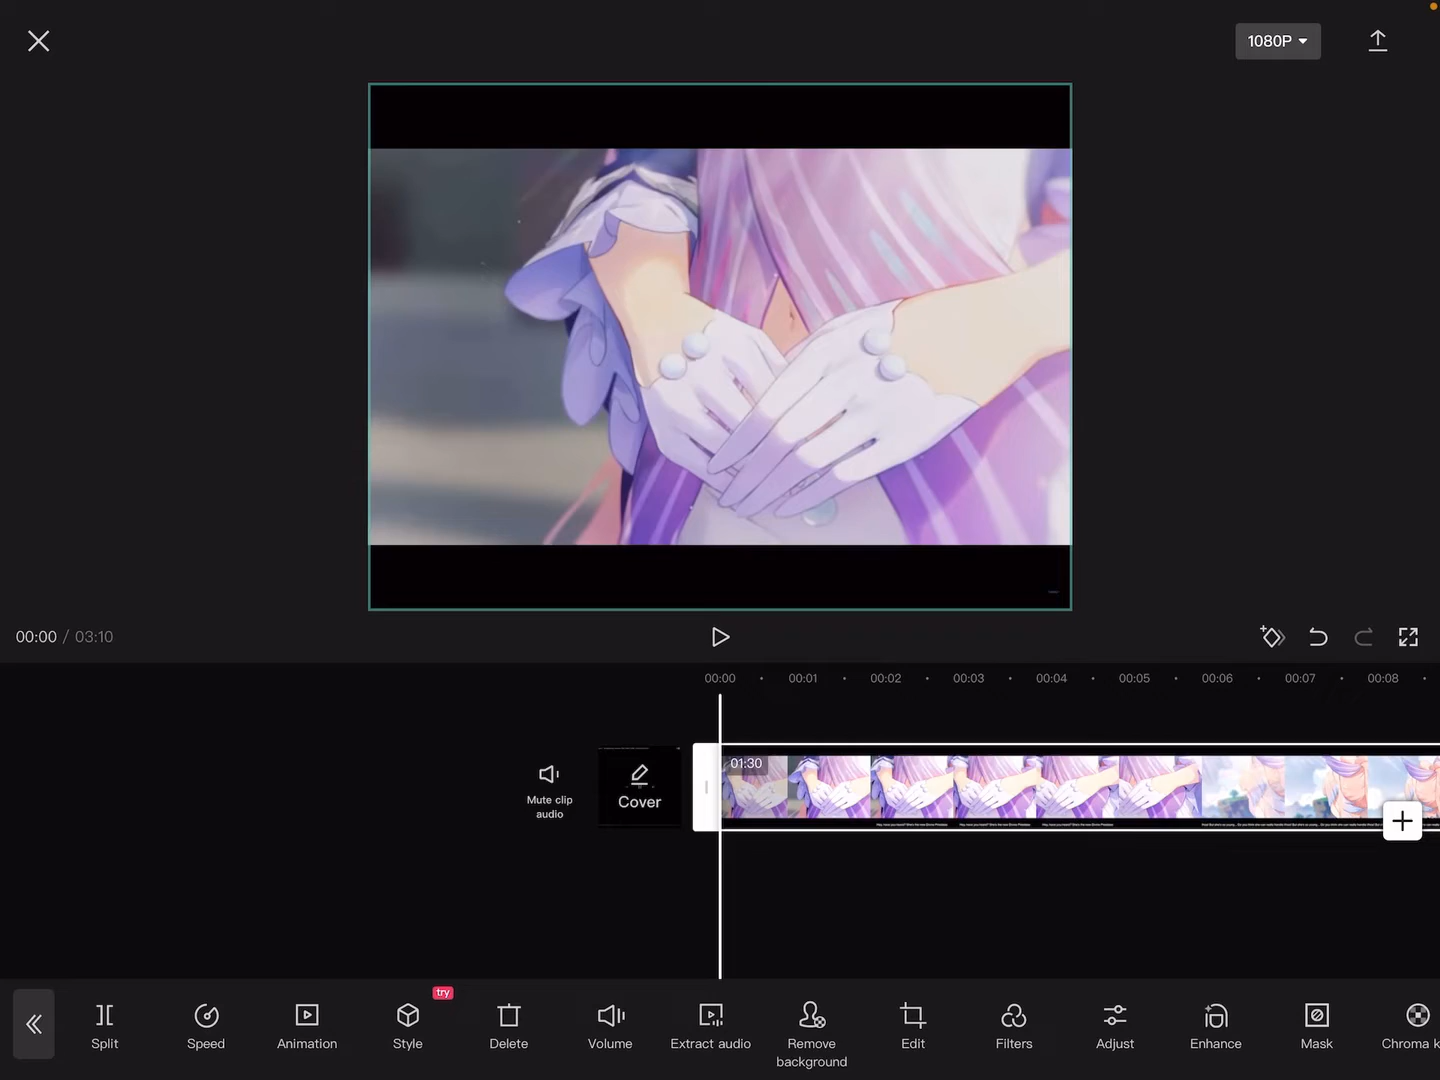 1080P
00:00 / 03:10
00:00 00:01 00:02 00:03 00:04 00:05 00:06 00:07 00:08
Mute clip
audio
Cover
01:30
try
Split
Speed
Animation
Style
Delete
Volume
Extract audio
Remove
background
Edit
Filters
Adjust
Enhance
Mask
Chroma k